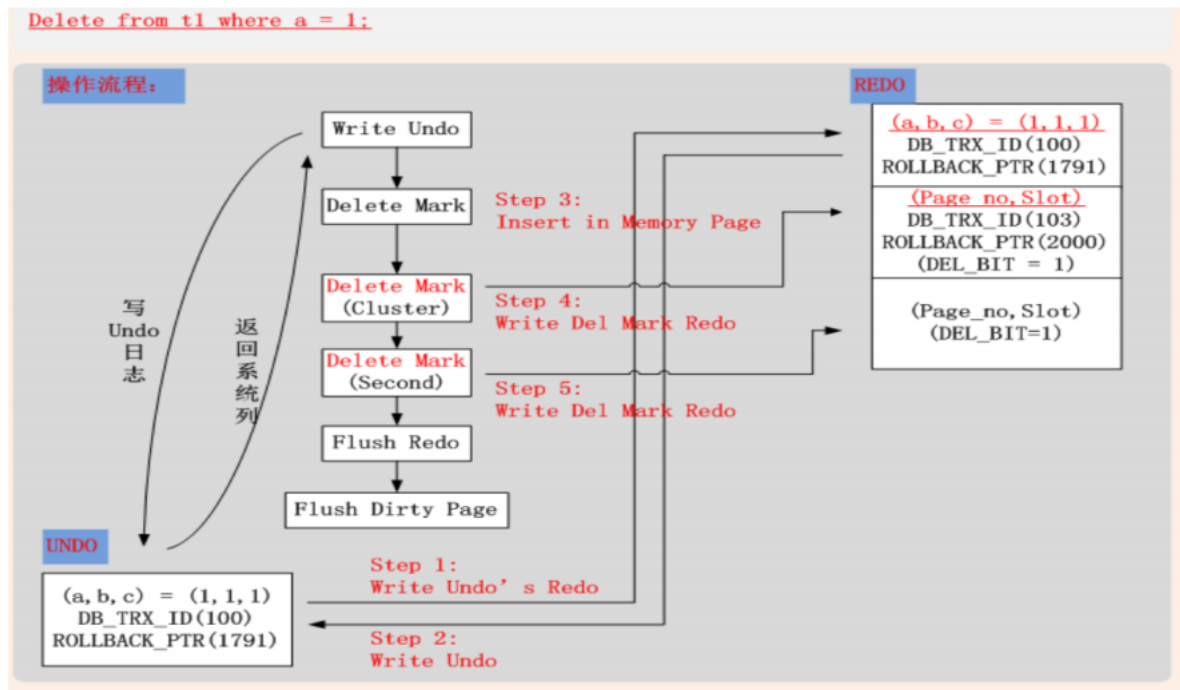 Delete from t1 where a = 1;
操作流程:
REDO
Write Undo
(a,b,c) = (1,1,1)
DB_TRX_ID(100)
ROLLBACK_PTR(1791)
Delete Mark
Step 3:
Insert in Memory Page
(Page no,Slot)
DB_TRX_ID(103)
ROLLBACK_PTR(2000)
(DEL_BIT = 1)
Delete Mark
(Cluster)
Step 4:
Write Del Mark Redo
(Page_no,Slot)
(DEL_BIT=1)
写
Undo
日
志
返
回
系
统
列
Delete Mark
(Second)
Step 5:
Write Del Mark Redo
Flush Redo
Flush Dirty Page
UNDO
(a,b,c) = (1,1,1)
DB_TRX_ID(100)
ROLLBACK_PTR(1791)
Step 1:
Write Undo’s Redo
Step 2:
Write Undo